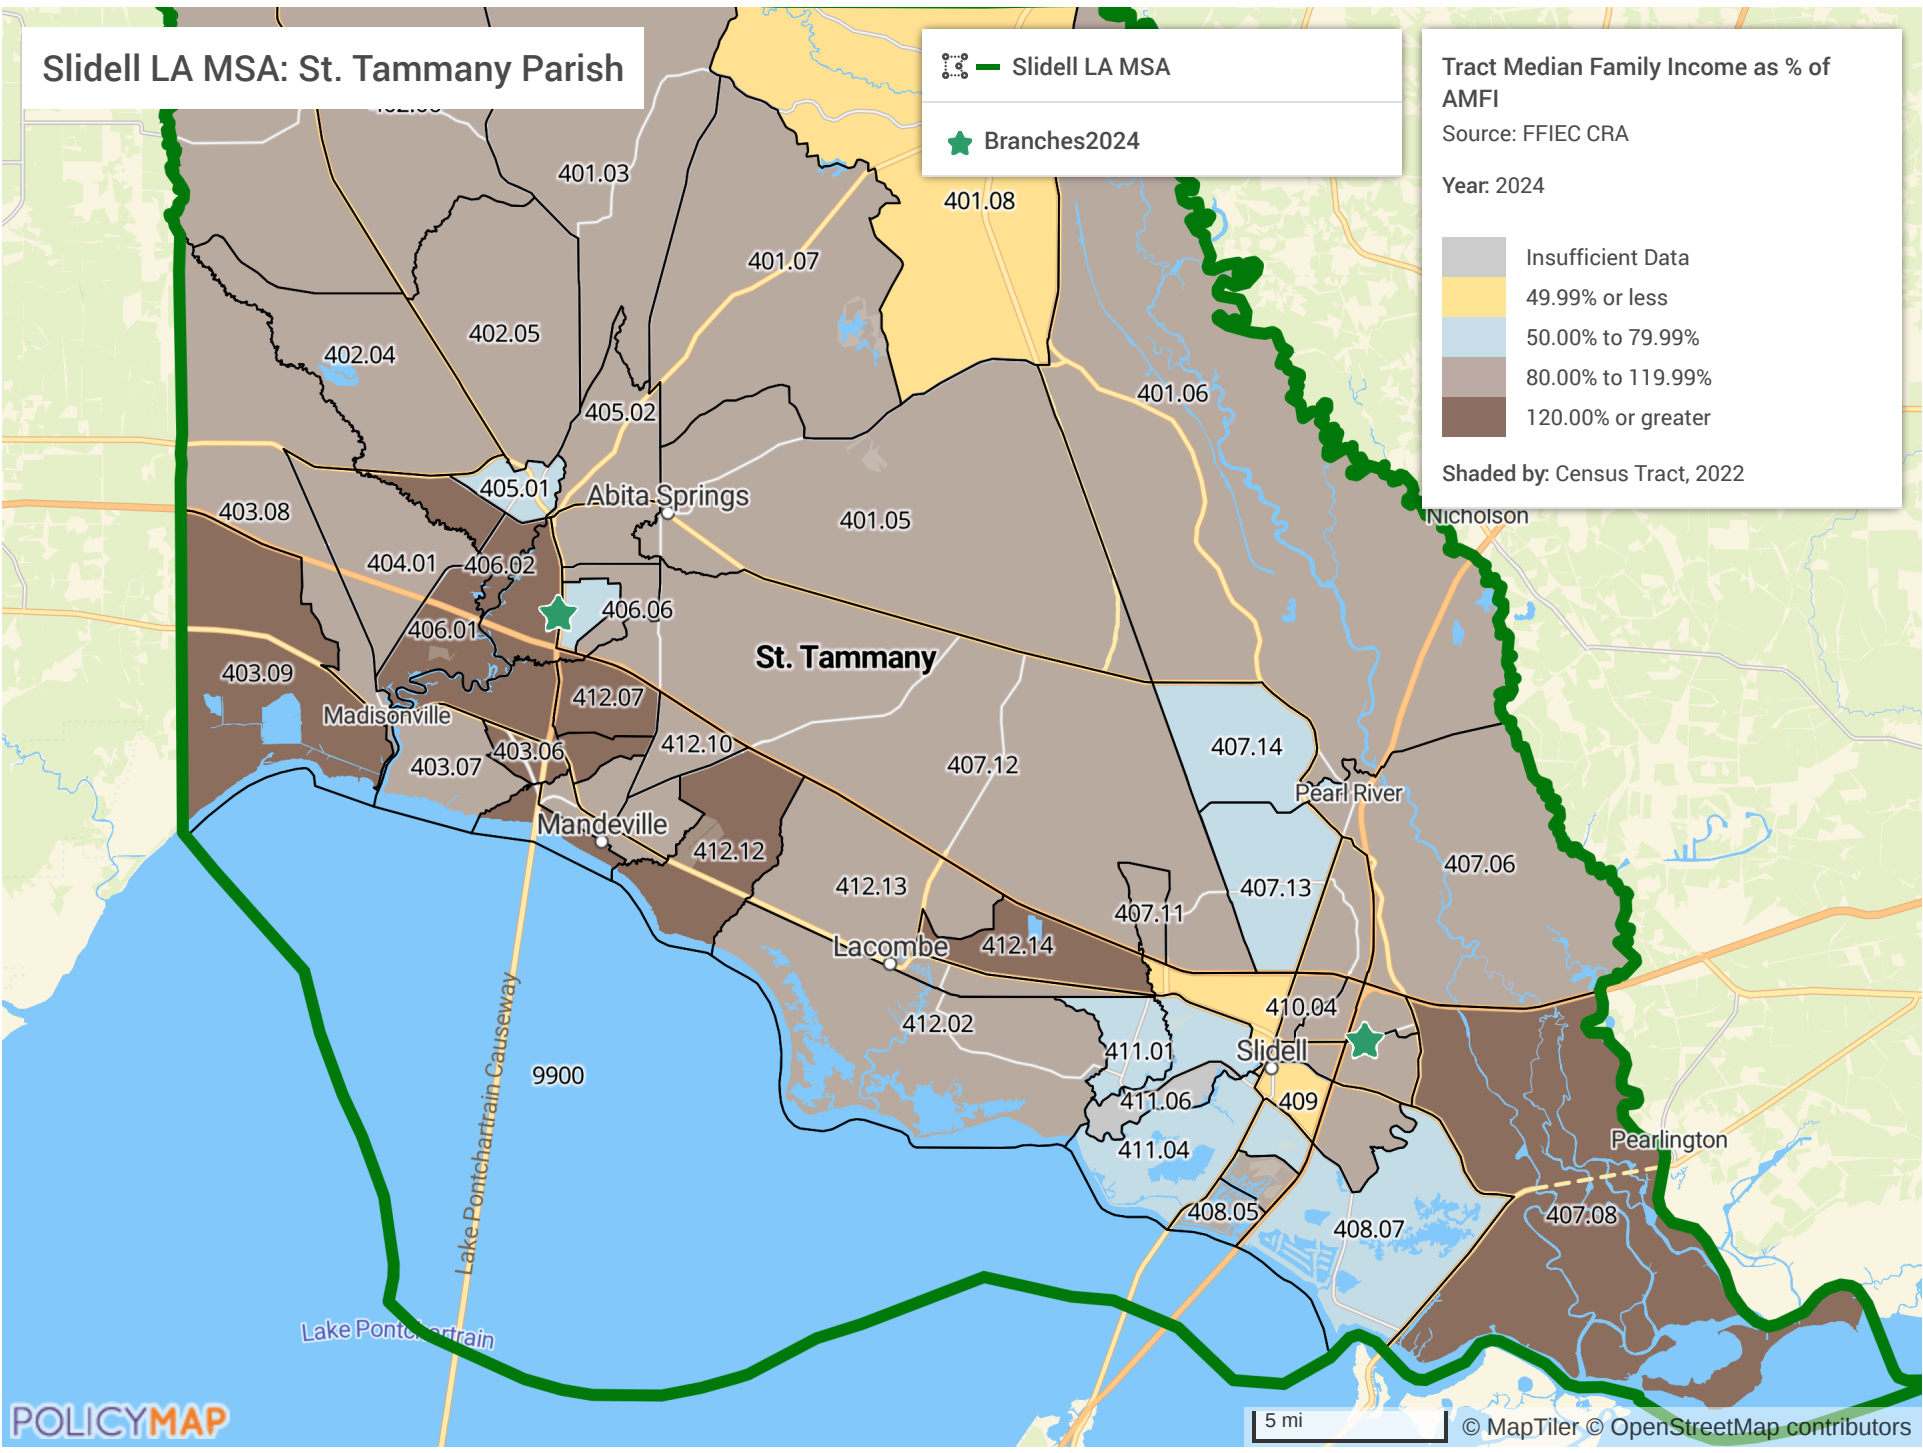 Slidell LA MSA: St. Tammany Parish
Slidell LA MSA
Branches2024
Tract Median Family Income as % of
AMFI
Source: FFIEC CRA
Year: 2024
Insufficient Data
49.99% or less
50.00% to 79.99%
80.00% to 119.99%
120.00% or greater
Shaded by: Census Tract, 2022
401.03
401.08
401.07
402.05
402.04
401.06
405.02
405.01
Abita Springs
403.08
401.05
Nicholson
404.01
406.02
406.06
406.01
St. Tammany
403.09
412.07
Madisonville
412.10
407.14
403.06
403.07
407.12
Pearl River
Mandeville
412.12
407.06
412.13
407.13
407.11
Lacombe
412.14
410.04
412.02
Slidell
411.01
9900
411.06
409
Lake Pontchartrain Causeway
411.04
Pearlington
408.05
407.08
408.07
Lake Pontchartrain
POLICYMAP
5 mi
© MapTiler © OpenStreetMap contributors